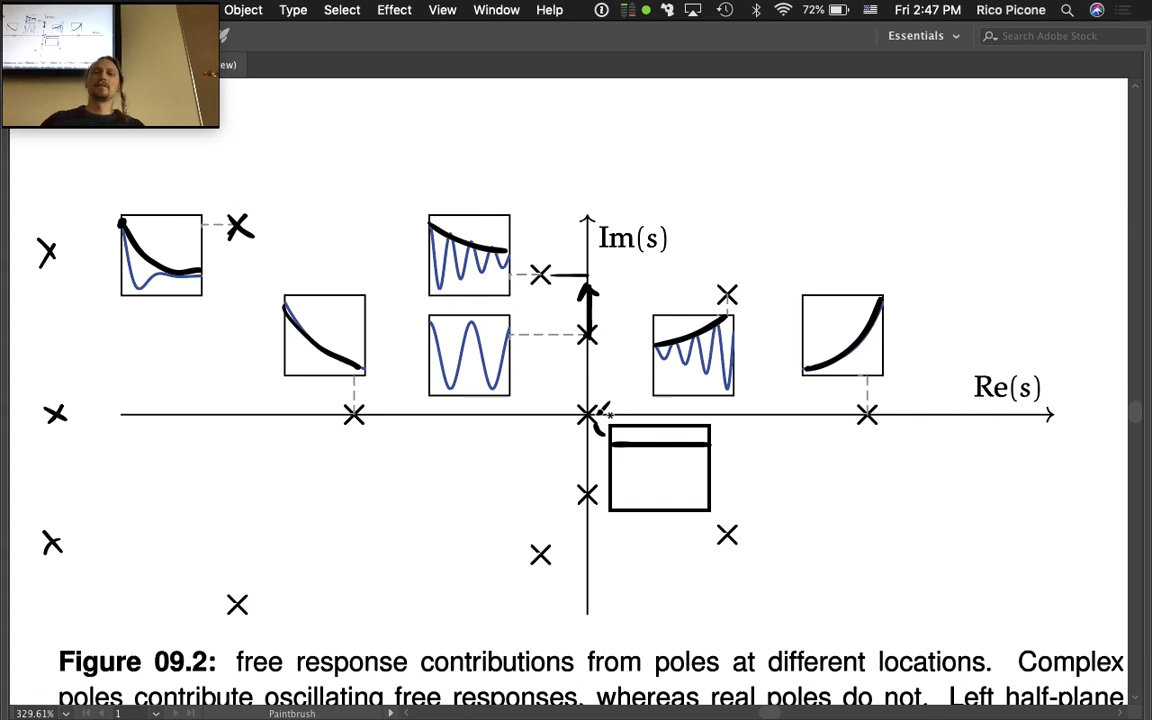 Object Type Select Effect View Window Help 72% Fri 2:47 PM Rico Picone
Essentials Search Adobe Stock
ew)
Im(s)
Re(s)
Figure 09.2: free response contributions from poles at different locations. Complex
poles contribute oscillating free responses, whereas real poles do not. Left half-plane
329.61% 1 Paintbrush